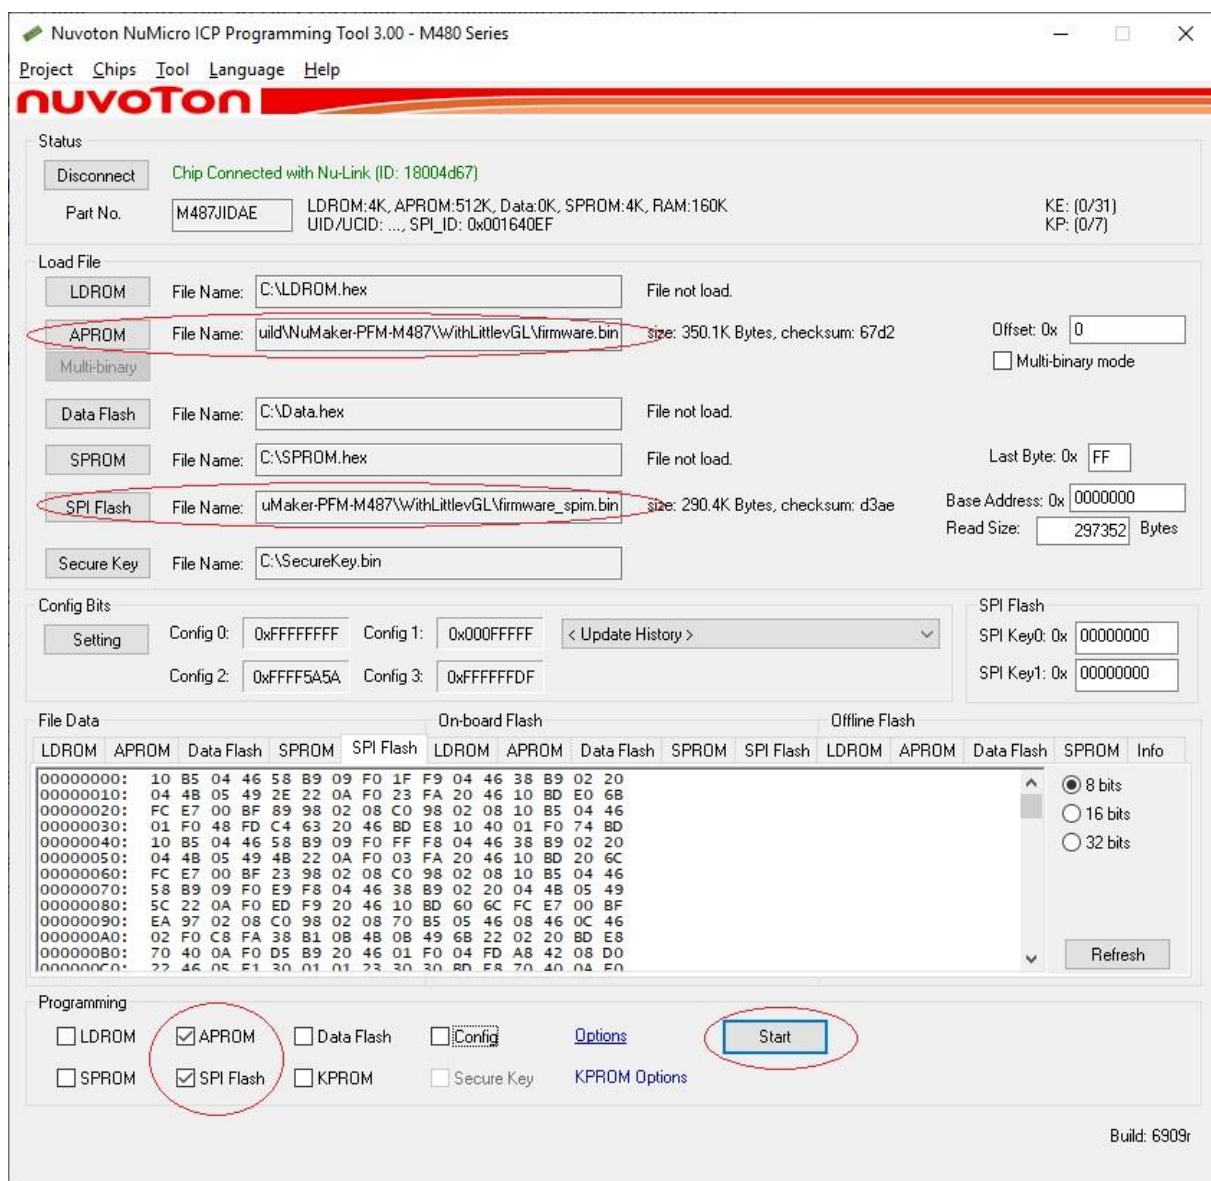 Nuvoton NuMicro ICP Programming Tool 3.00 - M480 Series
Project Chips Tool Language Help
nuvoTon
Status
Disconnect Chip Connected with Nu-Link (ID: 18004d67)
Part No. M487JIDAE LDROM:4K, APROM:512K, Data:0K, SPROM:4K, RAM:160K KE: (0/31)
UID/UCID: ..., SPI_ID: 0x001640EF KP: (0/7)
Load File
LDROM File Name: C:\LDROM.hex File not load.
APROM File Name: uild\NuMaker-PFM-M487\WithLittlevGL\firmware.bin size: 350.1K Bytes, checksum: 67d2 Offset: 0x 0
Multi-binary Multi-binary mode
Data Flash File Name: C:\Data.hex File not load.
SPROM File Name: C:\SPROM.hex File not load. Last Byte: 0x FF
SPI Flash File Name: uMaker-PFM-M487\WithLittlevGL\firmware_spim.bin size: 290.4K Bytes, checksum: d3ae Base Address: 0x 0000000
Read Size: 297352 Bytes
Secure Key File Name: C:\SecureKey.bin
Config Bits SPI Flash
Setting Config 0: 0xFFFFFFFF Config 1: 0x000FFFFF < Update History > SPI Key0: 0x 00000000
Config 2: 0xFFFF5A5A Config 3: 0xFFFFFFDF SPI Key1: 0x 00000000
File Data On-board Flash Offline Flash
LDROM APROM Data Flash SPROM SPI Flash LDROM APROM Data Flash SPROM SPI Flash LDROM APROM Data Flash SPROM Info
00000000: 10 B5 04 46 58 B9 09 F0 1F F9 04 46 38 B9 02 20 8 bits
00000010: 04 4B 05 49 2E 22 0A F0 23 FA 20 46 10 BD E0 6B
00000020: FC E7 00 BF 89 98 02 08 C0 98 02 08 10 B5 04 46 16 bits
00000030: 01 F0 48 FD C4 63 20 46 BD E8 10 40 01 F0 74 BD
00000040: 10 B5 04 46 58 B9 09 F0 FF F8 04 46 38 B9 02 20 32 bits
00000050: 04 4B 05 49 4B 22 0A F0 03 FA 20 46 10 BD 20 6C
00000060: FC E7 00 BF 23 98 02 08 C0 98 02 08 10 B5 04 46
00000070: 58 B9 09 F0 E9 F8 04 46 38 B9 02 20 04 4B 05 49
00000080: 5C 22 0A F0 ED F9 20 46 10 BD 60 6C FC E7 00 BF
00000090: EA 97 02 08 C0 98 02 08 70 B5 05 46 08 46 0C 46
000000A0: 02 F0 C8 FA 38 B1 0B 4B 0B 49 6B 22 02 20 BD E8
000000B0: 70 40 0A F0 D5 B9 20 46 01 F0 04 FD A8 42 08 D0 Refresh
000000C0: 22 46 05 F1 30 01 01 23 30 30 BD E8 70 40 0A F0
Programming
LDROM APROM Data Flash Config Options Start
SPROM SPI Flash KPROM Secure Key KPROM Options
Build: 6909r